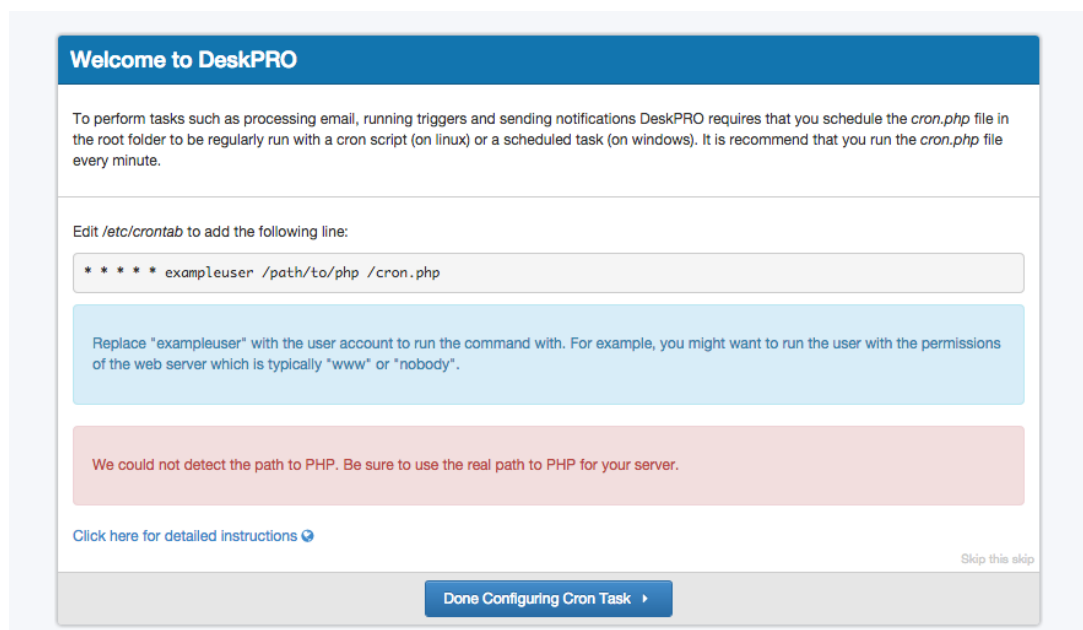 Welcome to DeskPRO
To perform tasks such as processing email, running triggers and sending notifications DeskPRO requires that you schedule the cron.php file in
the root folder to be regularly run with a cron script (on linux) or a scheduled task (on windows). It is recommend that you run the cron.php file
every minute.
Edit /etc/crontab to add the following line:
* * * * * exampleuser /path/to/php /cron.php
Replace "exampleuser" with the user account to run the command with. For example, you might want to run the user with the permissions
of the web server which is typically "www" or "nobody".
We could not detect the path to PHP. Be sure to use the real path to PHP for your server.
Click here for detailed instructions
Skip this skip
Done Configuring Cron Task